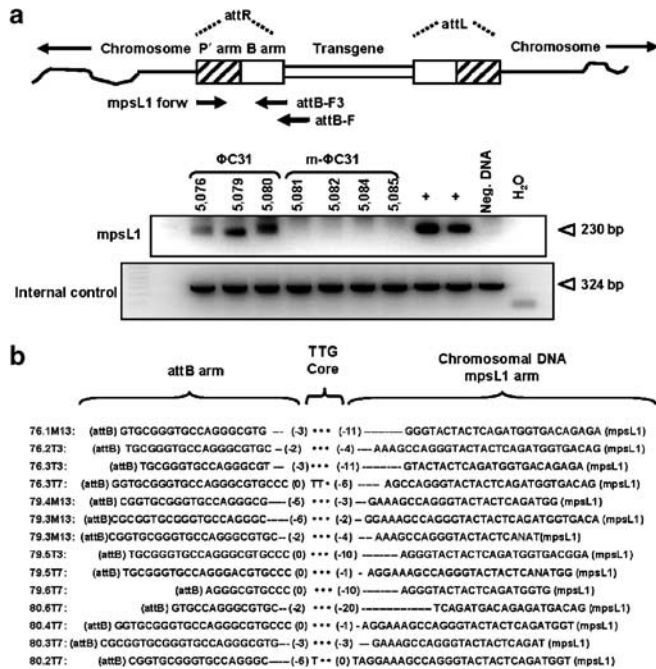 a
attR attL
Chromosome P′ arm B arm Transgene Chromosome
mpsL1 forw attB-F3
attB-F
ΦC31 m-ΦC31
5,076 5,079 5,080 5,081 5,082 5,084 5,085 + + Neg. DNA H₂O
mpsL1 230 bp
Internal control 324 bp
b
attB arm TTG Core Chromosomal DNA mpsL1 arm
76.1M13: (attB) GTGCGGGTGCCAGGGCGTG---- (-3) ••• (-11) --------GGGTACTACTCAGATGGTGACAGAGA (mpsL1)
76.2T3: (attB) TGCGGGTGCCAGGGCGTGC --(-2) ••• (-4) ---AAAGCCAGGGTACTACTCAGATGGTGACAG (mpsL1)
76.3T3: (attB) TGCGGGTGCCAGGGCGT ---(-3) ••• (-11) ----------GTACTACTCAGATGGTGACAGAGA (mpsL1)
76.3T7: (attB) GGTGCGGGTGCCAGGGCGTGCCC (0) TT• (-6) -----AGCCAGGGTACTACTCAGATGGTGACAG (mpsL1)
79.4M13: (attB) CGGTGCGGGTGCCAGGGCG-----(-5) ••• (-3) ---GAAAGCCAGGGTACTACTCAGATGG (mpsL1)
79.3M13: (attB) CGCGGTGCGGGTGCCAGGGC-----(-6) ••• (-2) --GGAAAGCCAGGGTACTACTCAGATGGTGACA (mpsL1)
79.3M13: (attB) CGGTGCGGGTGCCAGGGCGTGC --(-2) ••• (-4) ----AAAGCCAGGGTACTACTCANAT(mpsL1)
79.5T3: (attB) TGCGGGTGCCAGGGCGTGCCC (0) ••• (-10) --------AGGGTACTACTCAGATGGTGACGGA (mpsL1)
79.5T7: (attB) TGCGGGTGCCAGGGACGTGCCC (0) ••• (-1) -AGGAAAGCCAGGGTACTACTCANATGG (mpsL1)
79.6T7: (attB) AGGGCGTGCCC (0) ••• (-10) --------AGGGTACTACTCAGATGGTG (mpsL1)
80.6T7: (attB) GTGCCAGGGCGTGC---(-2) ••• (-20) --------------TCAGATGACAGAGATGACAG (mpsL1)
80.4T7: (attB) GGTGCGGGTGCCAGGGCGTGCCC (0) ••• (-1) -AGGAAAGCCAGGGTACTACTCAGATGGT (mpsL1)
80.3T7: (attB) CGCGGTGCGGGTGCCAGGGCGTG---(-3) ••• (-3) ---GAAAGCCAGGGTACTACTCAGAT (mpsL1)
80.2T7: (attB) CGGTGCGGGTGCCAGGGC-----(-6) T•• (0) TAGGAAAGCCAGGGTACTACTCAGATGGT (mpsL1)